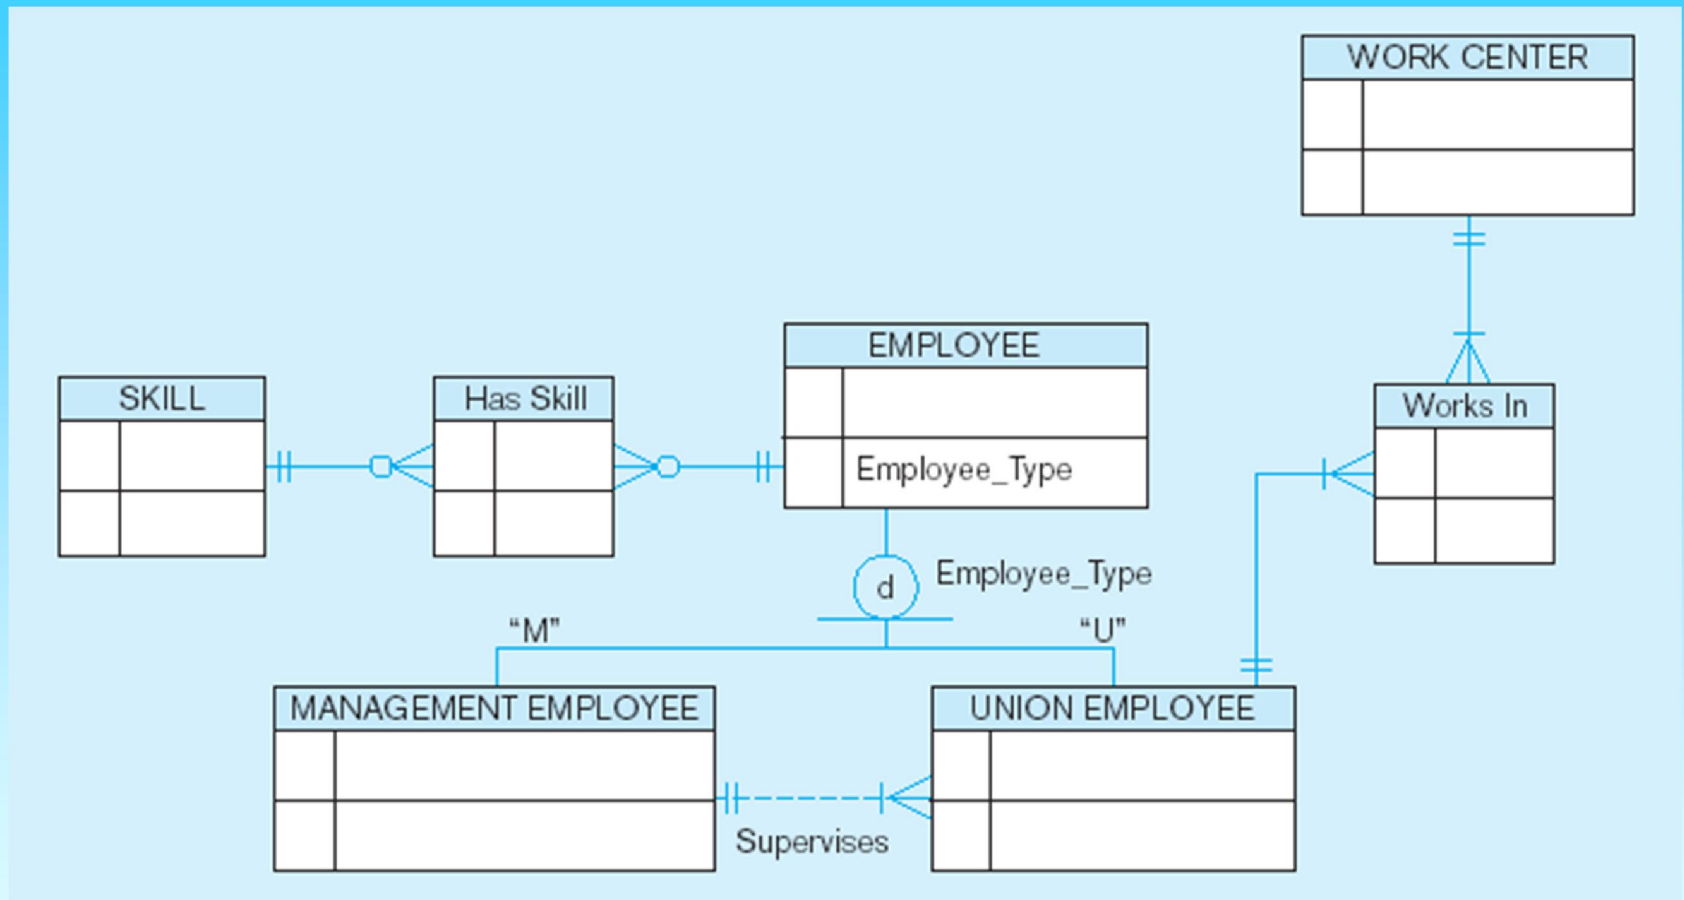 WORK CENTER
EMPLOYEE
SKILL
Has Skill
Works In
Employee_Type
d
Employee_Type
“M”
“U”
MANAGEMENT EMPLOYEE
UNION EMPLOYEE
Supervises